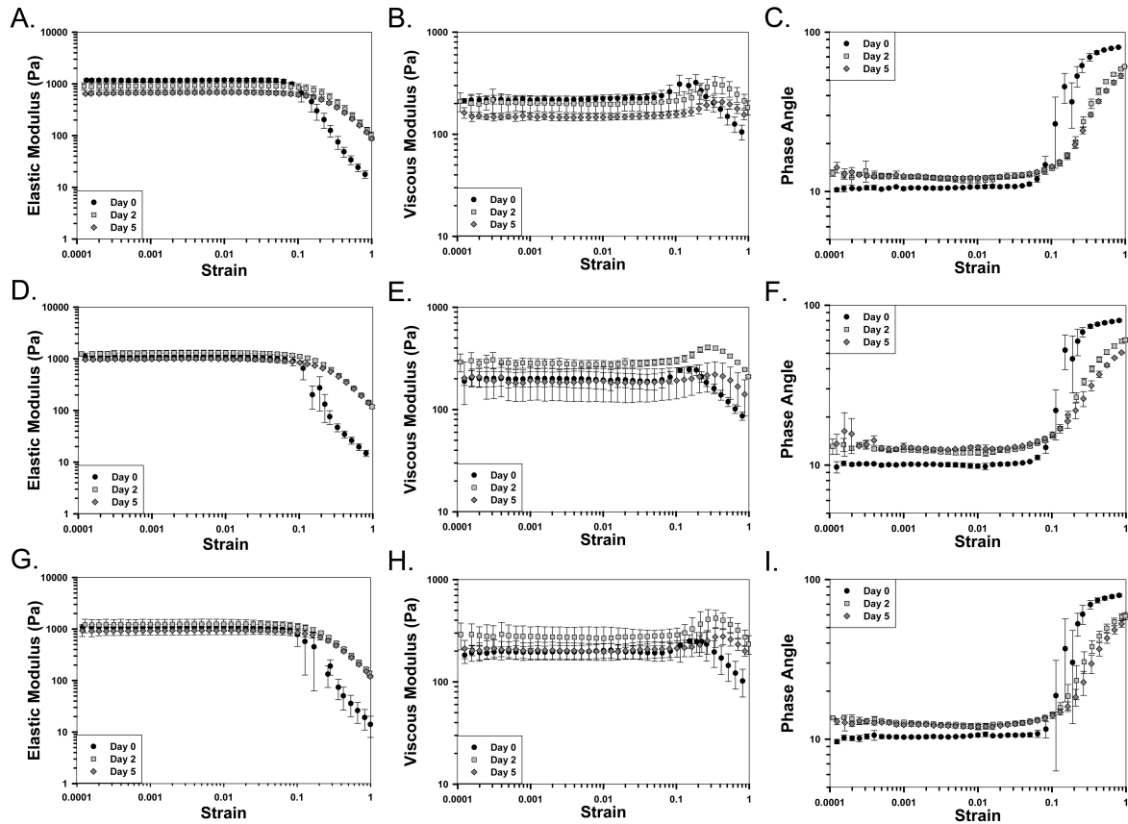 A.
Elastic Modulus (Pa)
10000
1000
100
10
1
Day 0
Day 2
Day 5
0.0001
0.001
0.01
0.1
1
Strain
B.
Viscous Modulus (Pa)
1000
100
10
Day 0
Day 2
Day 5
0.0001
0.001
0.01
0.1
1
Strain
C.
Phase Angle
100
10
Day 0
Day 2
Day 5
0.0001
0.001
0.01
0.1
1
Strain
D.
Elastic Modulus (Pa)
10000
1000
100
10
1
Day 0
Day 2
Day 5
0.0001
0.001
0.01
0.1
1
Strain
E.
Viscous Modulus (Pa)
1000
100
10
Day 0
Day 2
Day 5
0.0001
0.001
0.01
0.1
1
Strain
F.
Phase Angle
100
10
Day 0
Day 2
Day 5
0.0001
0.001
0.01
0.1
1
Strain
G.
Elastic Modulus (Pa)
10000
1000
100
10
1
Day 0
Day 2
Day 5
0.0001
0.001
0.01
0.1
1
Strain
H.
Viscous Modulus (Pa)
1000
100
10
Day 0
Day 2
Day 5
0.0001
0.001
0.01
0.1
1
Strain
I.
Phase Angle
100
10
Day 0
Day 2
Day 5
0.0001
0.001
0.01
0.1
1
Strain